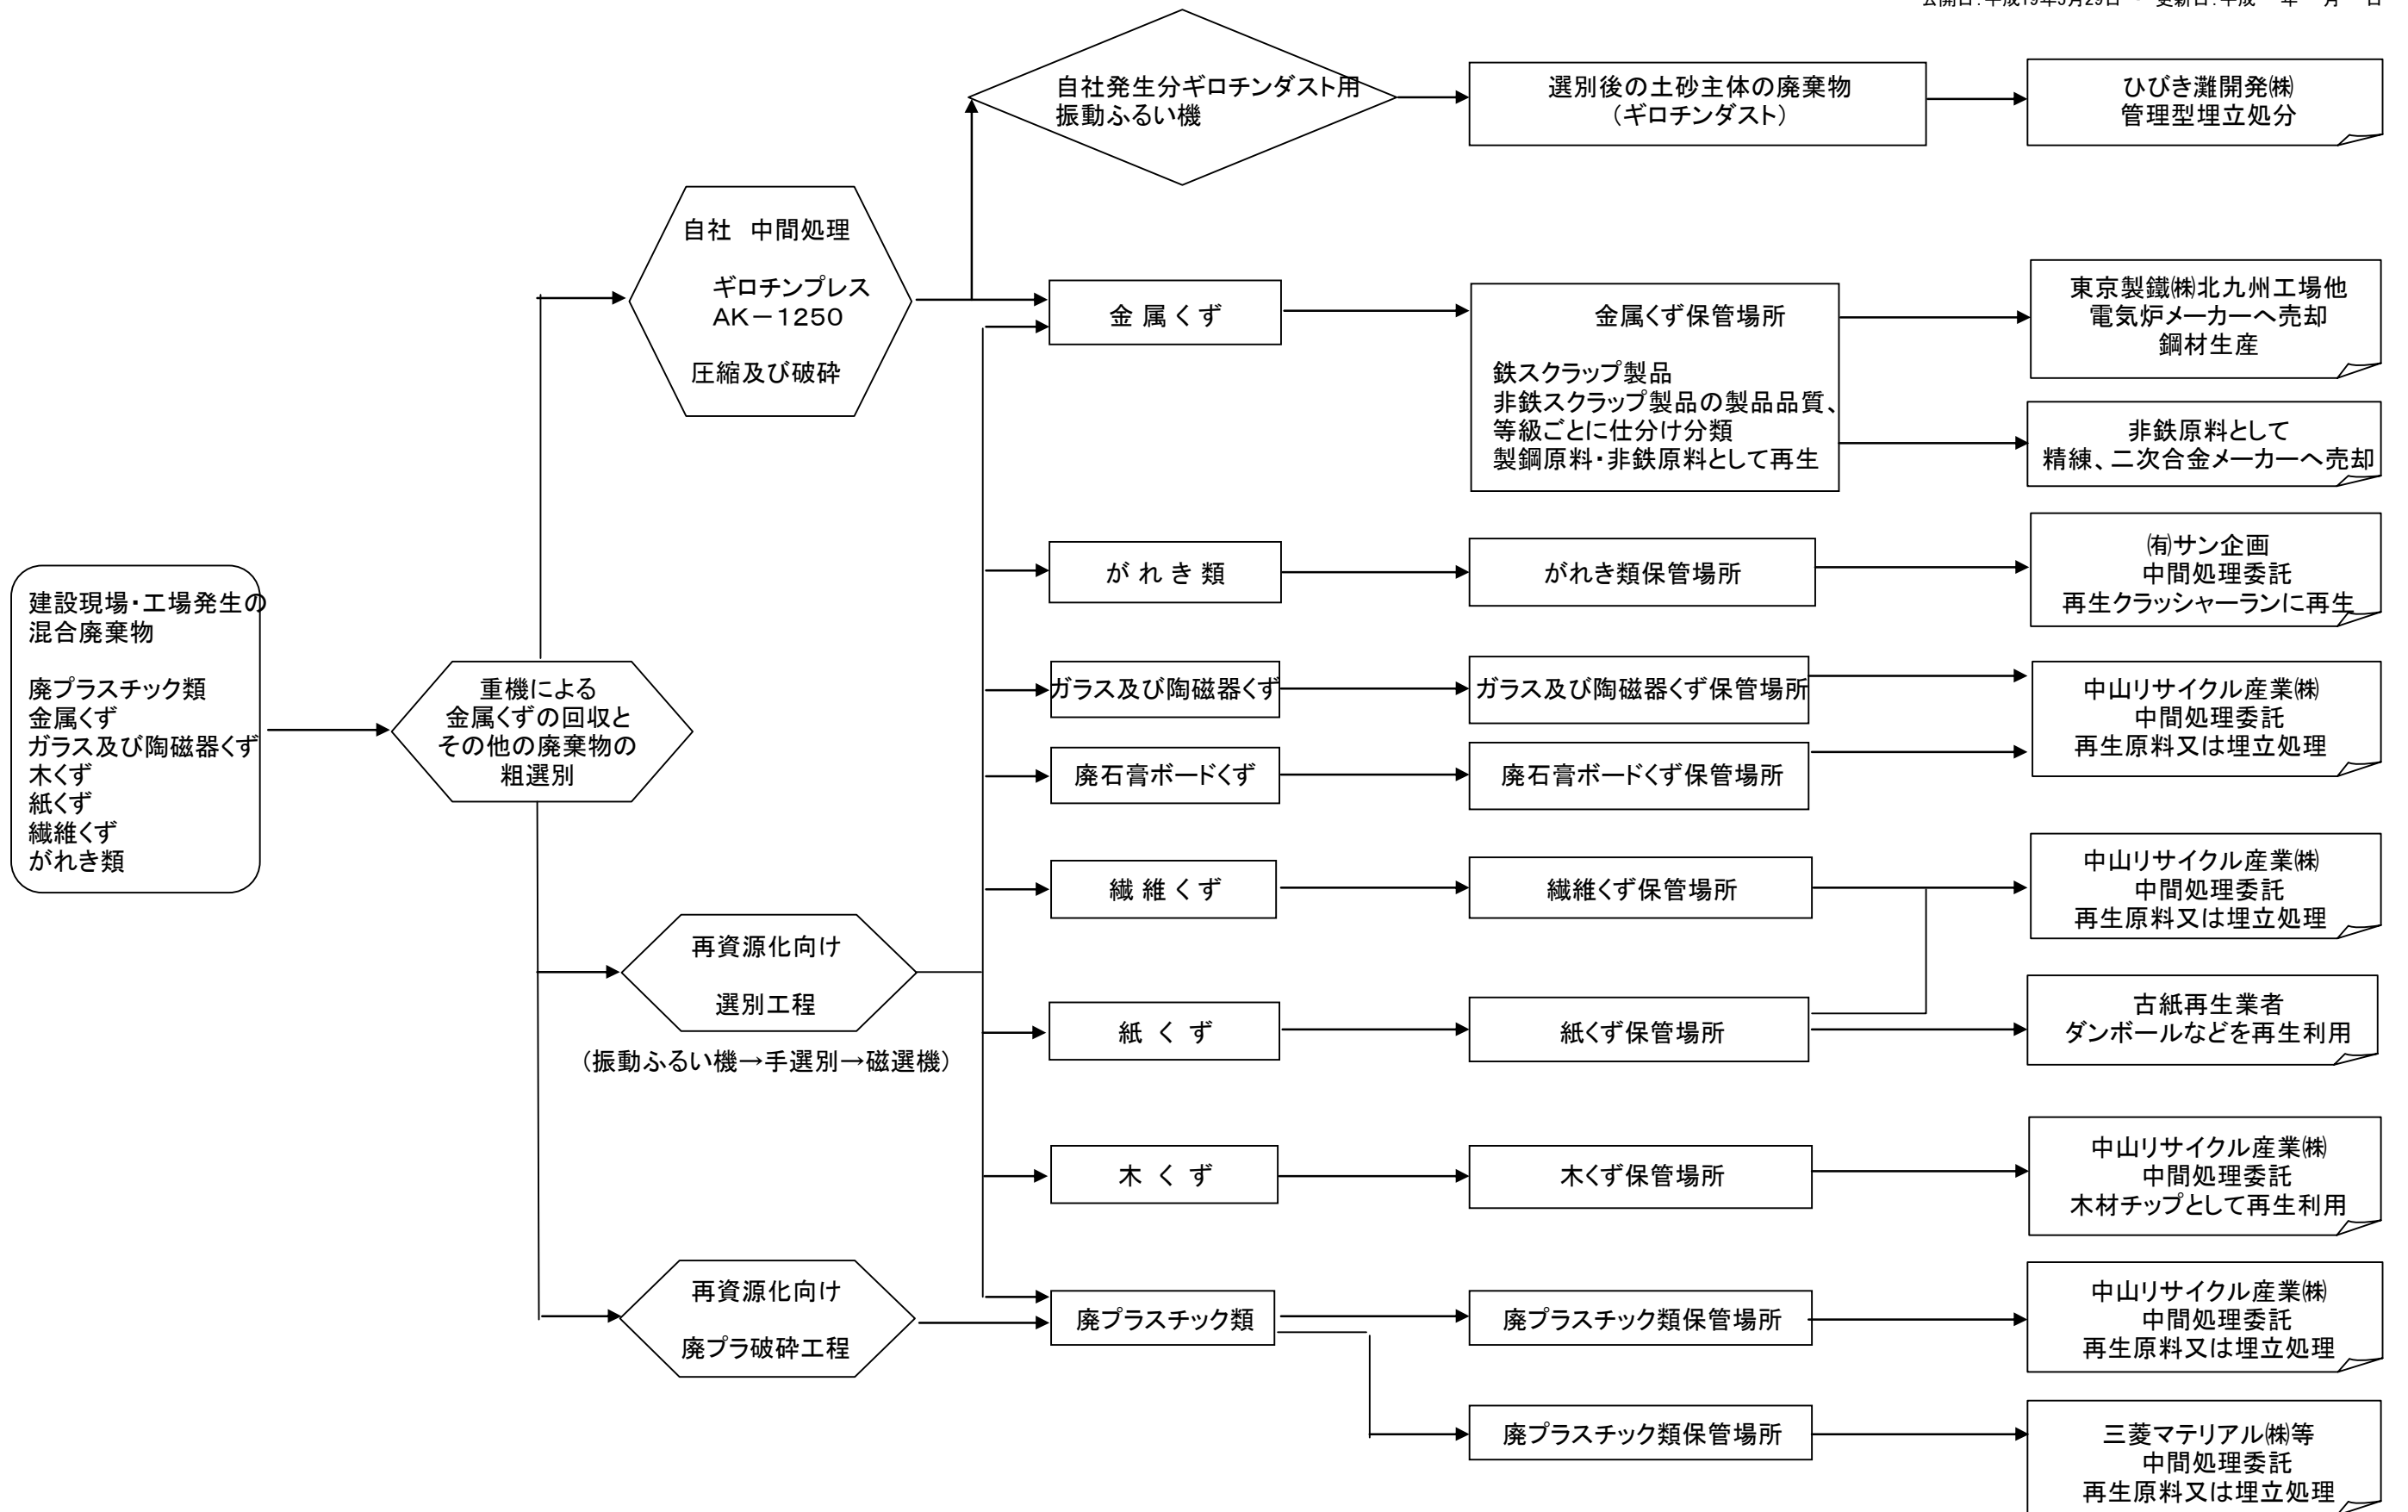 公開日：平成19年3月29日 ・ 更新日：平成　年　月　日
自社発生分ギロチンダスト用
振動ふるい機
選別後の土砂主体の廃棄物
（ギロチンダスト）
ひびき灘開発㈱
管理型埋立処分
自社　中間処理
ギロチンプレス
AK－1250
圧縮及び破砕
金 属 く ず
金属くず保管場所
鉄スクラップ製品
非鉄スクラップ製品の製品品質、
等級ごとに仕分け分類
製鋼原料・非鉄原料として再生
東京製鐵㈱北九州工場他
電気炉メーカーへ売却
鋼材生産
非鉄原料として
精練、二次合金メーカーへ売却
が れ き 類
がれき類保管場所
㈲サン企画
中間処理委託
再生クラッシャーランに再生
建設現場・工場発生の
混合廃棄物
廃プラスチック類
金属くず
ガラス及び陶磁器くず
木くず
紙くず
繊維くず
がれき類
重機による
金属くずの回収と
その他の廃棄物の
粗選別
ガラス及び陶磁器くず
ガラス及び陶磁器くず保管場所
廃石膏ボードくず
廃石膏ボードくず保管場所
中山リサイクル産業㈱
中間処理委託
再生原料又は埋立処理
繊 維 く ず
繊維くず保管場所
中山リサイクル産業㈱
中間処理委託
再生原料又は埋立処理
再資源化向け
選別工程
（振動ふるい機→手選別→磁選機）
紙 く ず
紙くず保管場所
古紙再生業者
ダンボールなどを再生利用
木 く ず
木くず保管場所
中山リサイクル産業㈱
中間処理委託
木材チップとして再生利用
再資源化向け
廃プラ破砕工程
廃プラスチック類
廃プラスチック類保管場所
中山リサイクル産業㈱
中間処理委託
再生原料又は埋立処理
廃プラスチック類保管場所
三菱マテリアル㈱等
中間処理委託
再生原料又は埋立処理